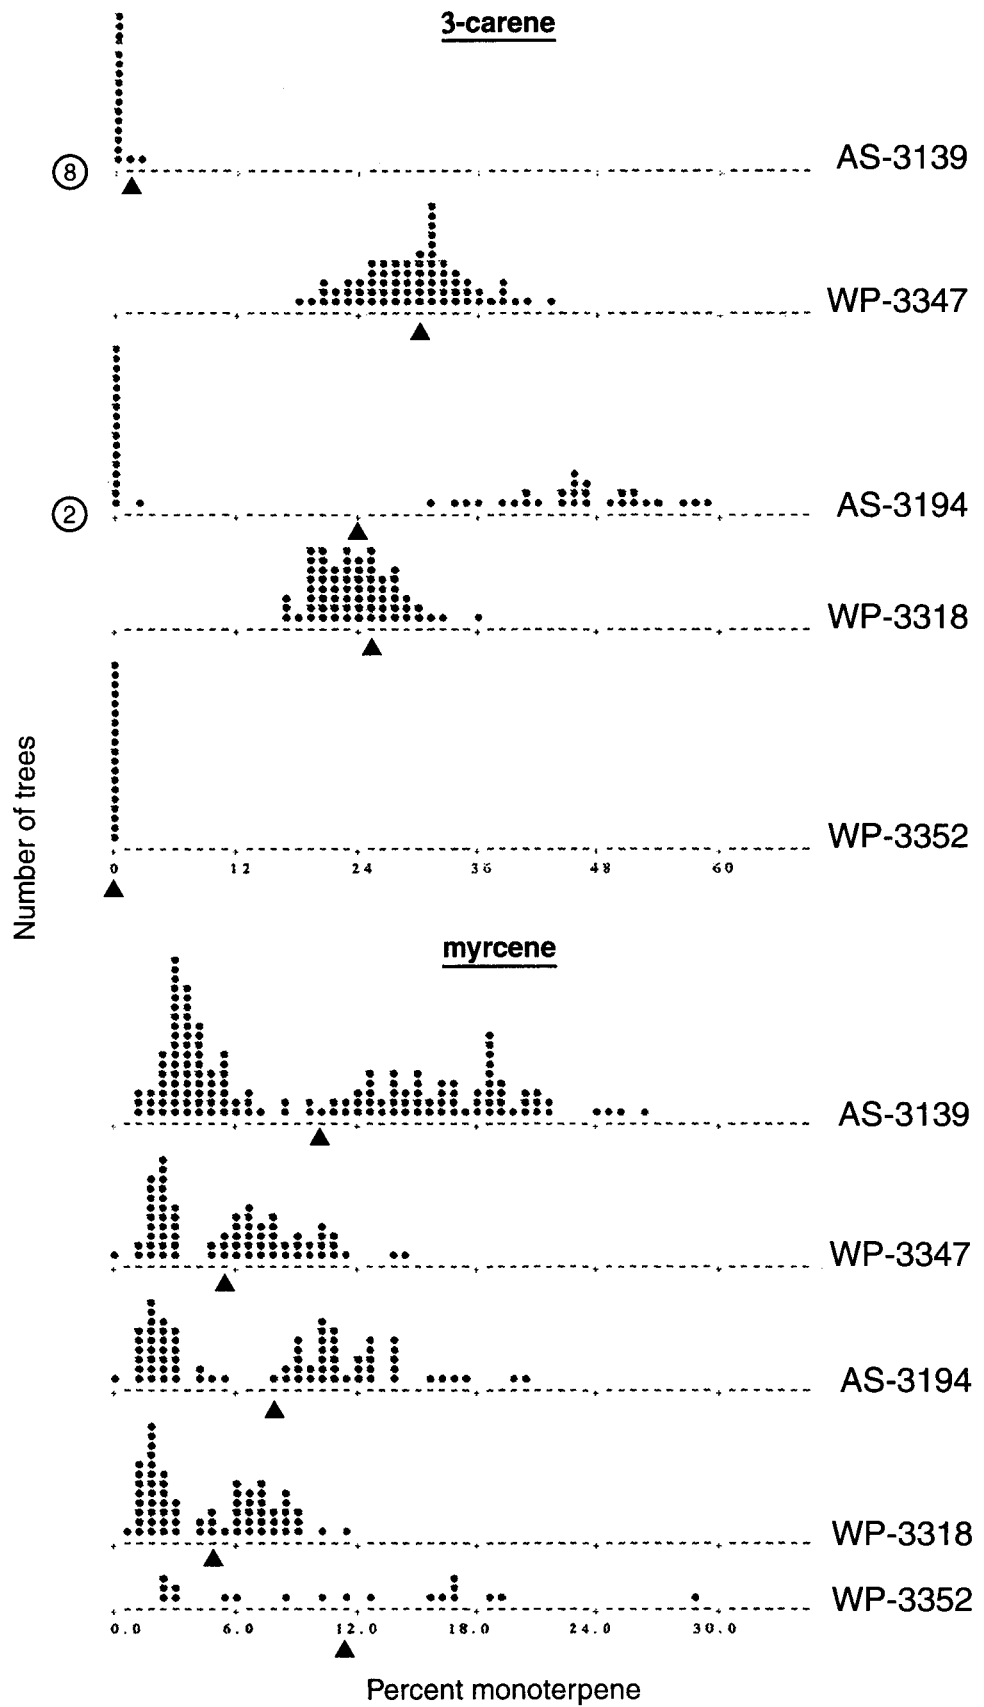 3-carene
8 AS-3139
WP-3347
2 AS-3194
WP-3318
WP-3352
0 12 24 36 48 60
Number of trees
myrcene
AS-3139
WP-3347
AS-3194
WP-3318
WP-3352
0.0 6.0 12.0 18.0 24.0 30.0
Percent monoterpene